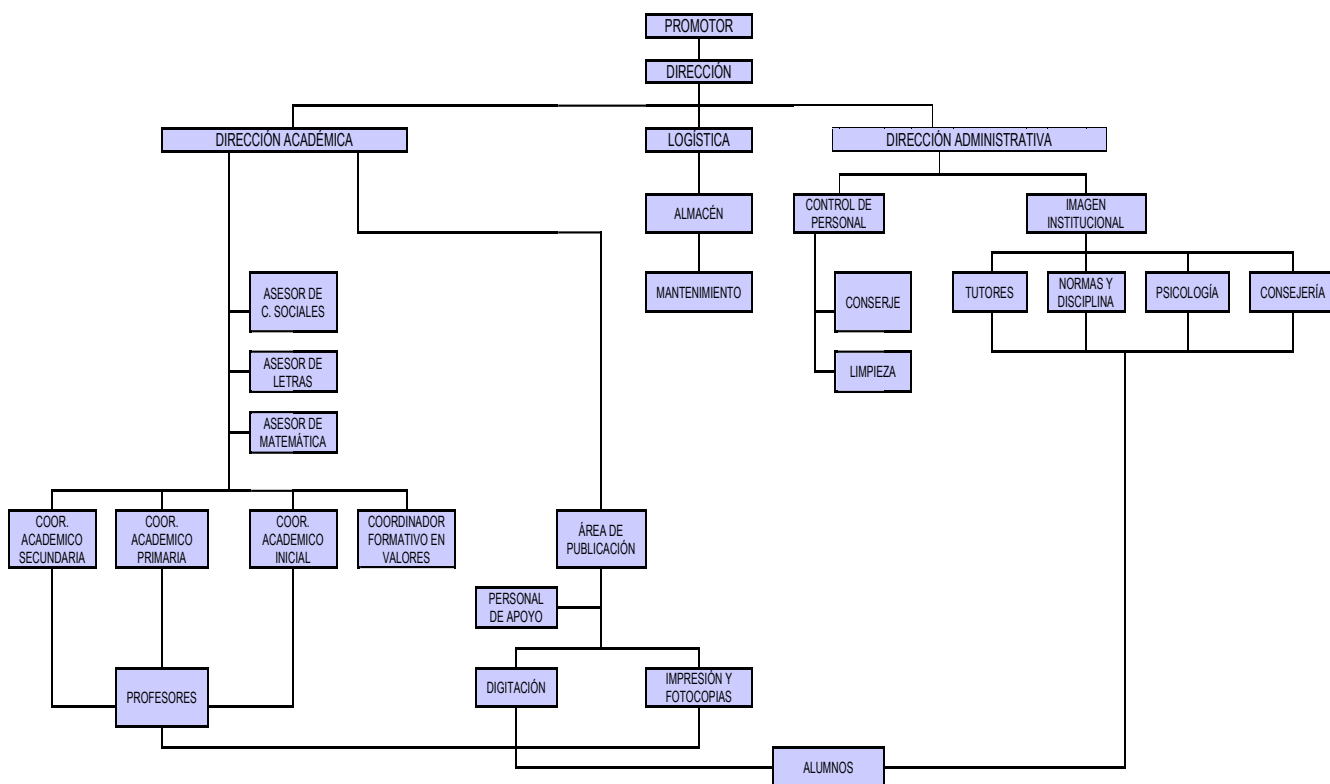 PROMOTOR
DIRECCIÓN
DIRECCIÓN ACADÉMICA
LOGÍSTICA
DIRECCIÓN ADMINISTRATIVA
ALMACÉN
CONTROL DE
PERSONAL
IMAGEN
INSTITUCIONAL
MANTENIMIENTO
CONSERJE
TUTORES
NORMAS Y
DISCIPLINA
PSICOLOGÍA
CONSEJERÍA
ASESOR DE
C. SOCIALES
ASESOR DE
LETRAS
LIMPIEZA
ASESOR DE
MATEMÁTICA
COOR.
ACADEMICO
SECUNDARIA
COOR.
ACADEMICO
PRIMARIA
COOR.
ACADEMICO
INICIAL
COORDINADOR
FORMATIVO EN
VALORES
ÁREA DE
PUBLICACIÓN
PERSONAL
DE APOYO
PROFESORES
DIGITACIÓN
IMPRESIÓN Y
FOTOCOPIAS
ALUMNOS